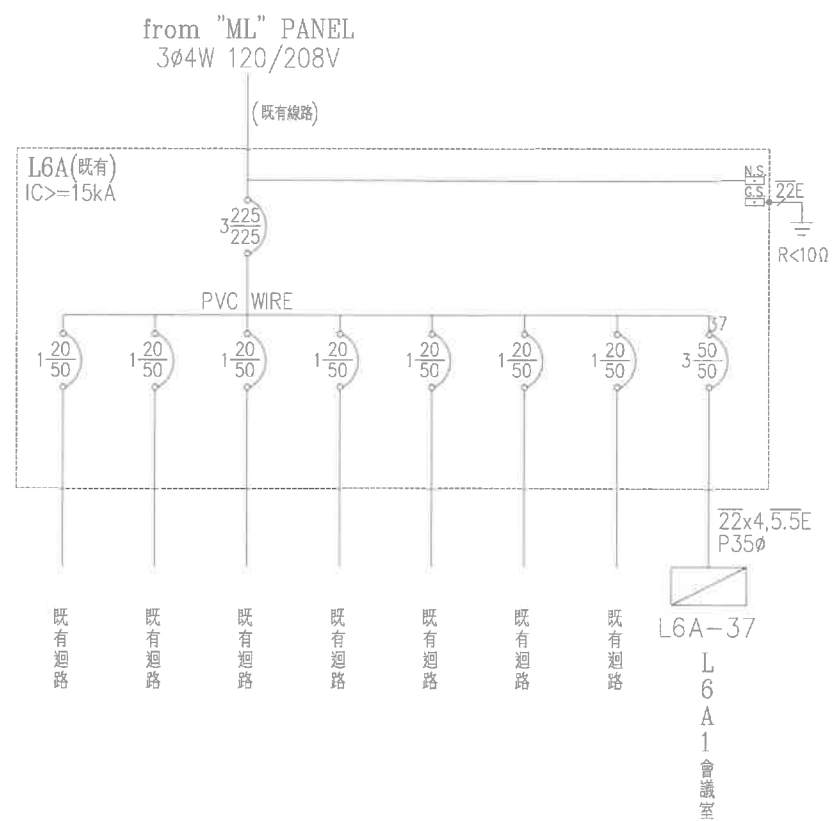 from "ML" PANEL
3ø4W 120/208V
(既有線路)
L6A(既有)
IC>=15kA
N.S.
G.S.
22E
R<10Ω
3 225/225
PVC WIRE
37
1 20/50
1 20/50
1 20/50
1 20/50
1 20/50
1 20/50
1 20/50
3 50/50
22x4,5.5E
P35ø
既有迴路
既有迴路
既有迴路
既有迴路
既有迴路
既有迴路
既有迴路
L6A-37
L6A1會議室